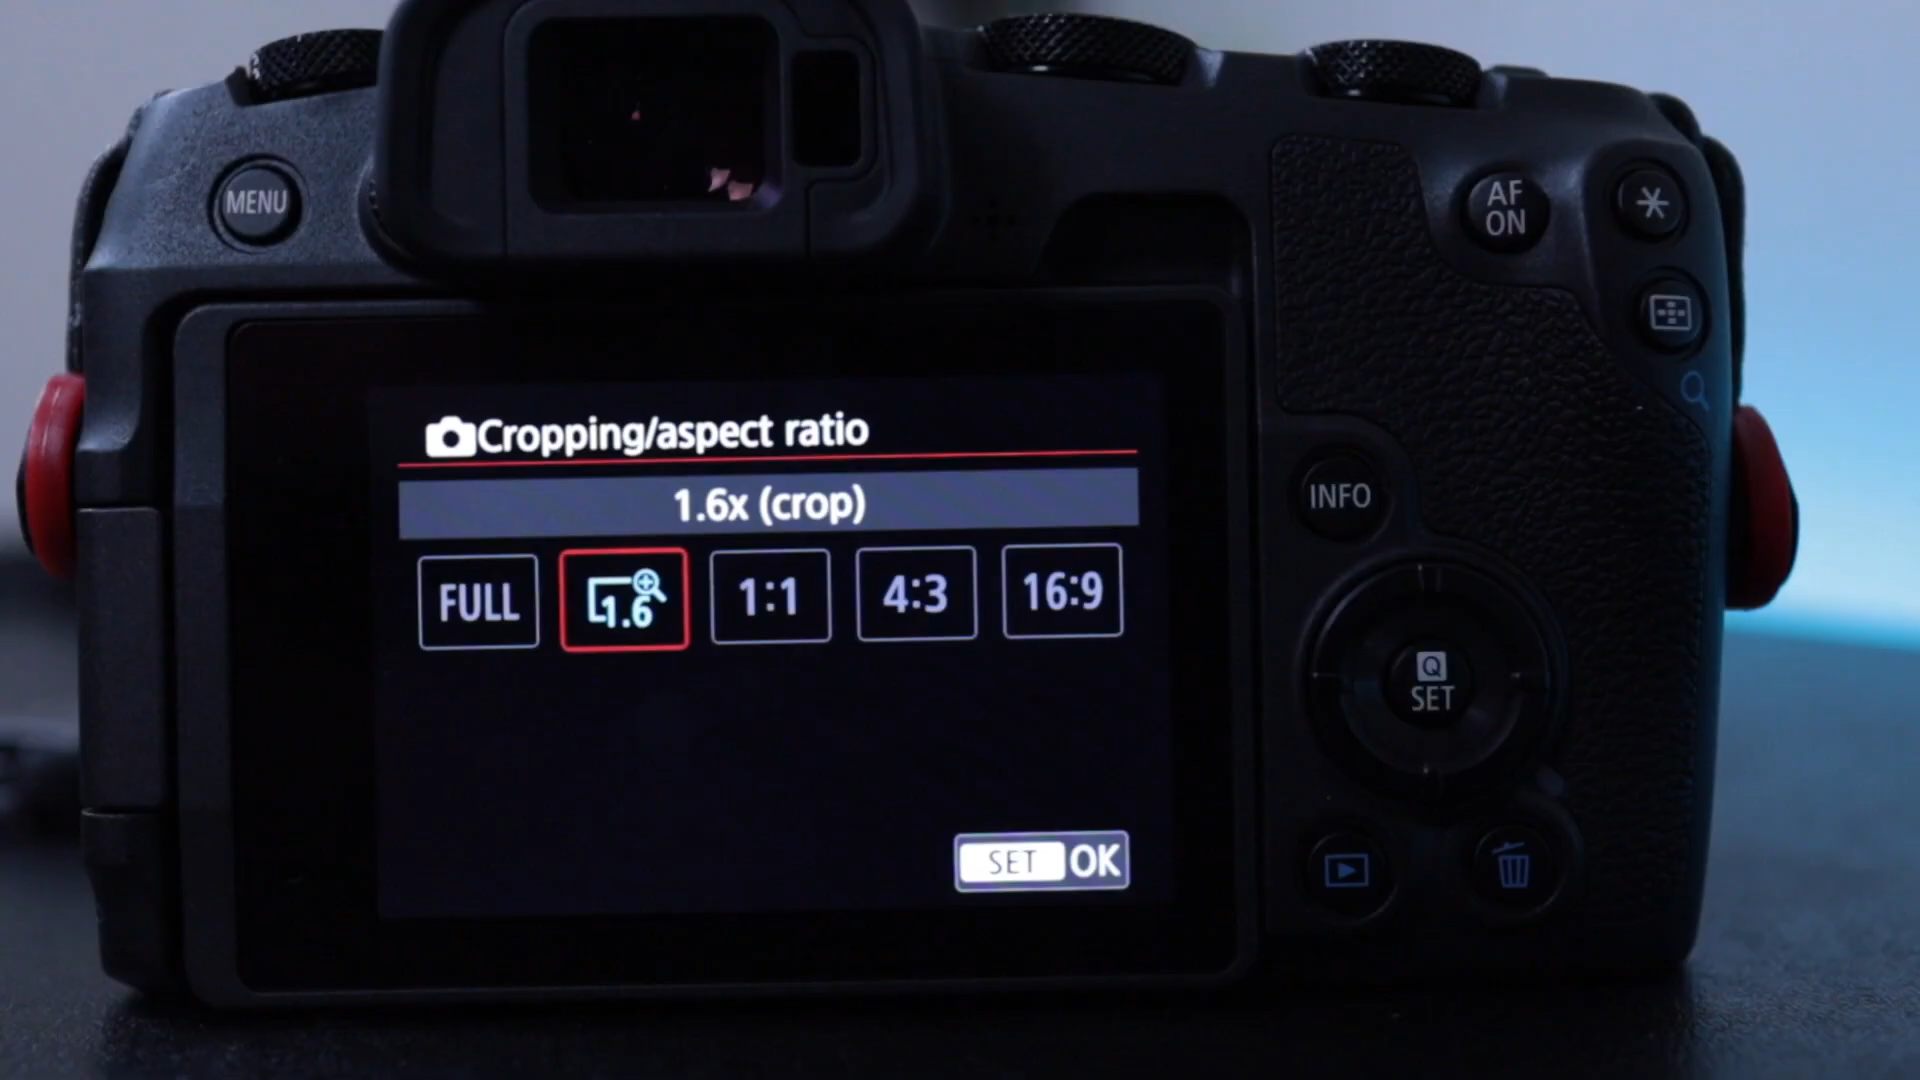 MENU
AF
ON
Cropping/aspect ratio
1.6x (crop)
FULL
1.6
1:1
4:3
16:9
INFO
Q
SET
SET OK